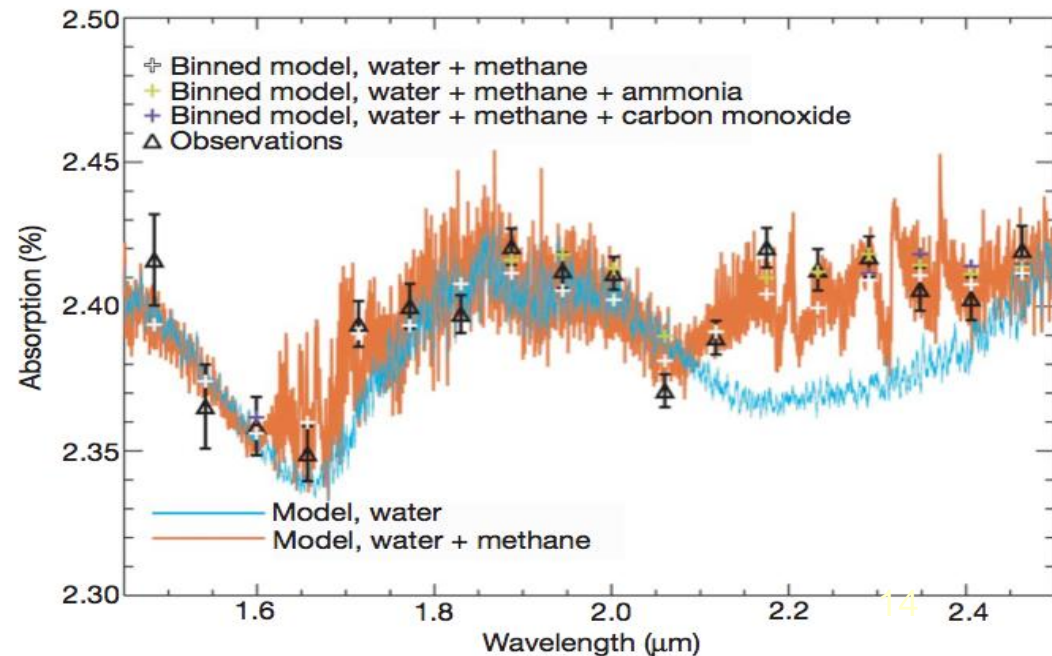 2.50
Binned model, water + methane
Binned model, water + methane + ammonia
Binned model, water + methane + carbon monoxide
Observations
2.45
Absorption (%)
2.40
2.35
Model, water
Model, water + methane
2.30
14
1.6 1.8 2.0 2.2 2.4
Wavelength (μm)